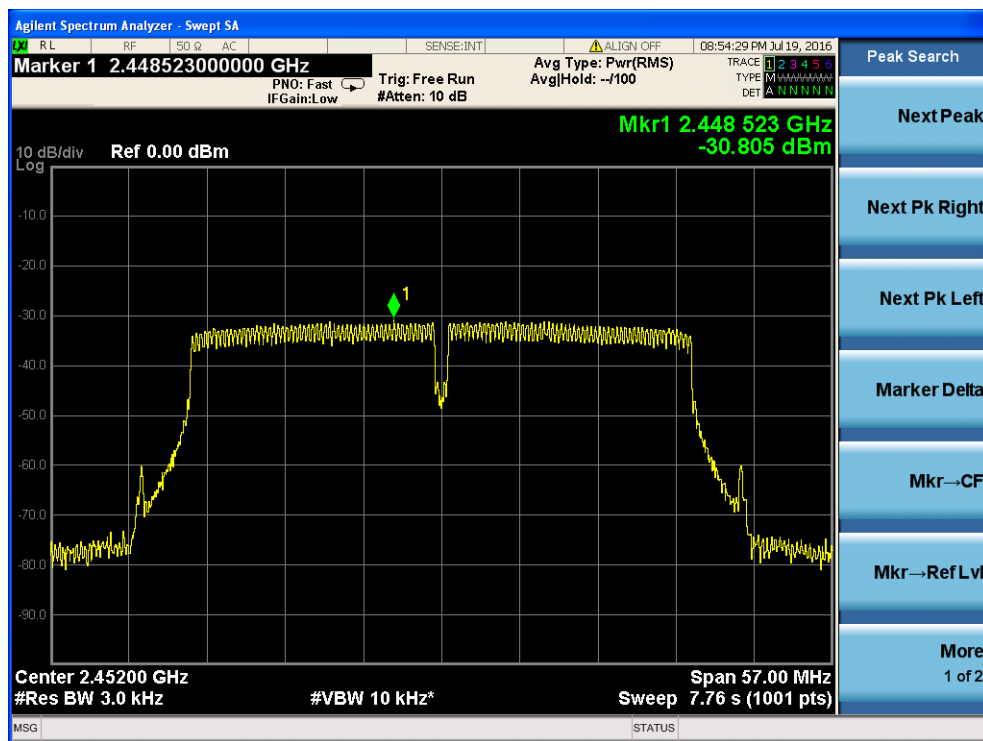 Agilent Spectrum Analyzer - Swept SA
LXI RL RF 50 Ω AC SENSE:INT ALIGN OFF 08:54:29 PM Jul 19, 2016
Marker 1 2.448523000000 GHz
PNO: Fast
IFGain:Low
Trig: Free Run
#Atten: 10 dB
Avg Type: Pwr(RMS)
Avg|Hold: --/100
TRACE 1 2 3 4 5 6
TYPE M
DET A N N N N N
Mkr1 2.448 523 GHz
-30.805 dBm
10 dB/div Ref 0.00 dBm
Log
-10.0
-20.0
-30.0
-40.0
-50.0
-60.0
-70.0
-80.0
-90.0
1
Center 2.45200 GHz Span 57.00 MHz
#Res BW 3.0 kHz #VBW 10 kHz* Sweep 7.76 s (1001 pts)
MSG STATUS
Peak Search
Next Peak
Next Pk Right
Next Pk Left
Marker Delta
Mkr→CF
Mkr→Ref Lvl
More
1 of 2